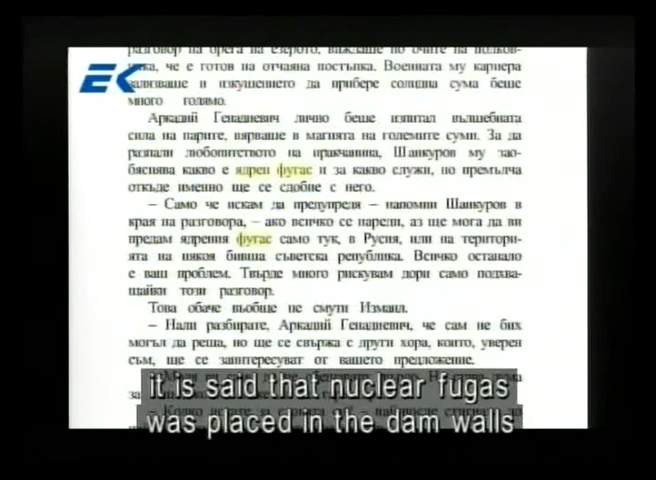 разговор на брега на езерото, виждаше по очите на полков-
ника, че е готов на отчаяна постъпка. Военната му кариера
ЕК
залязваше и изкушението да прибере солидна сума беше
много голямо.
Аркадий Генадиевич лично беше изпитал вълшебната
сила на парите, вярваше в магията на големите суми. За да
разпали любопитството на иракчанина, Шанкуров му зао-
бяснява какво е ядрен фугас и за какво служи, но премълча
откъде именно ще се сдобие с него.
– Само че искам да предупредя – напомни Шанкуров в
края на разговора, – ако всичко се нареди, аз ще мога да ви
предам ядрения фугас само тук, в Русия, или на територи-
ята на някоя бивша съветска република. Всичко останало
е ваш проблем. Твърде много рискувам дори само подхва-
щайки този разговор.
Това обаче въобще не смути Измаил.
– Нали разбирате, Аркадий Генадиевич, че сам не бих
могъл да реша, но ще се свържа с други хора, които, уверен
съм, ще се заинтересуват от вашето предложение.
it is said that nuclear fugas
was placed in the dam walls